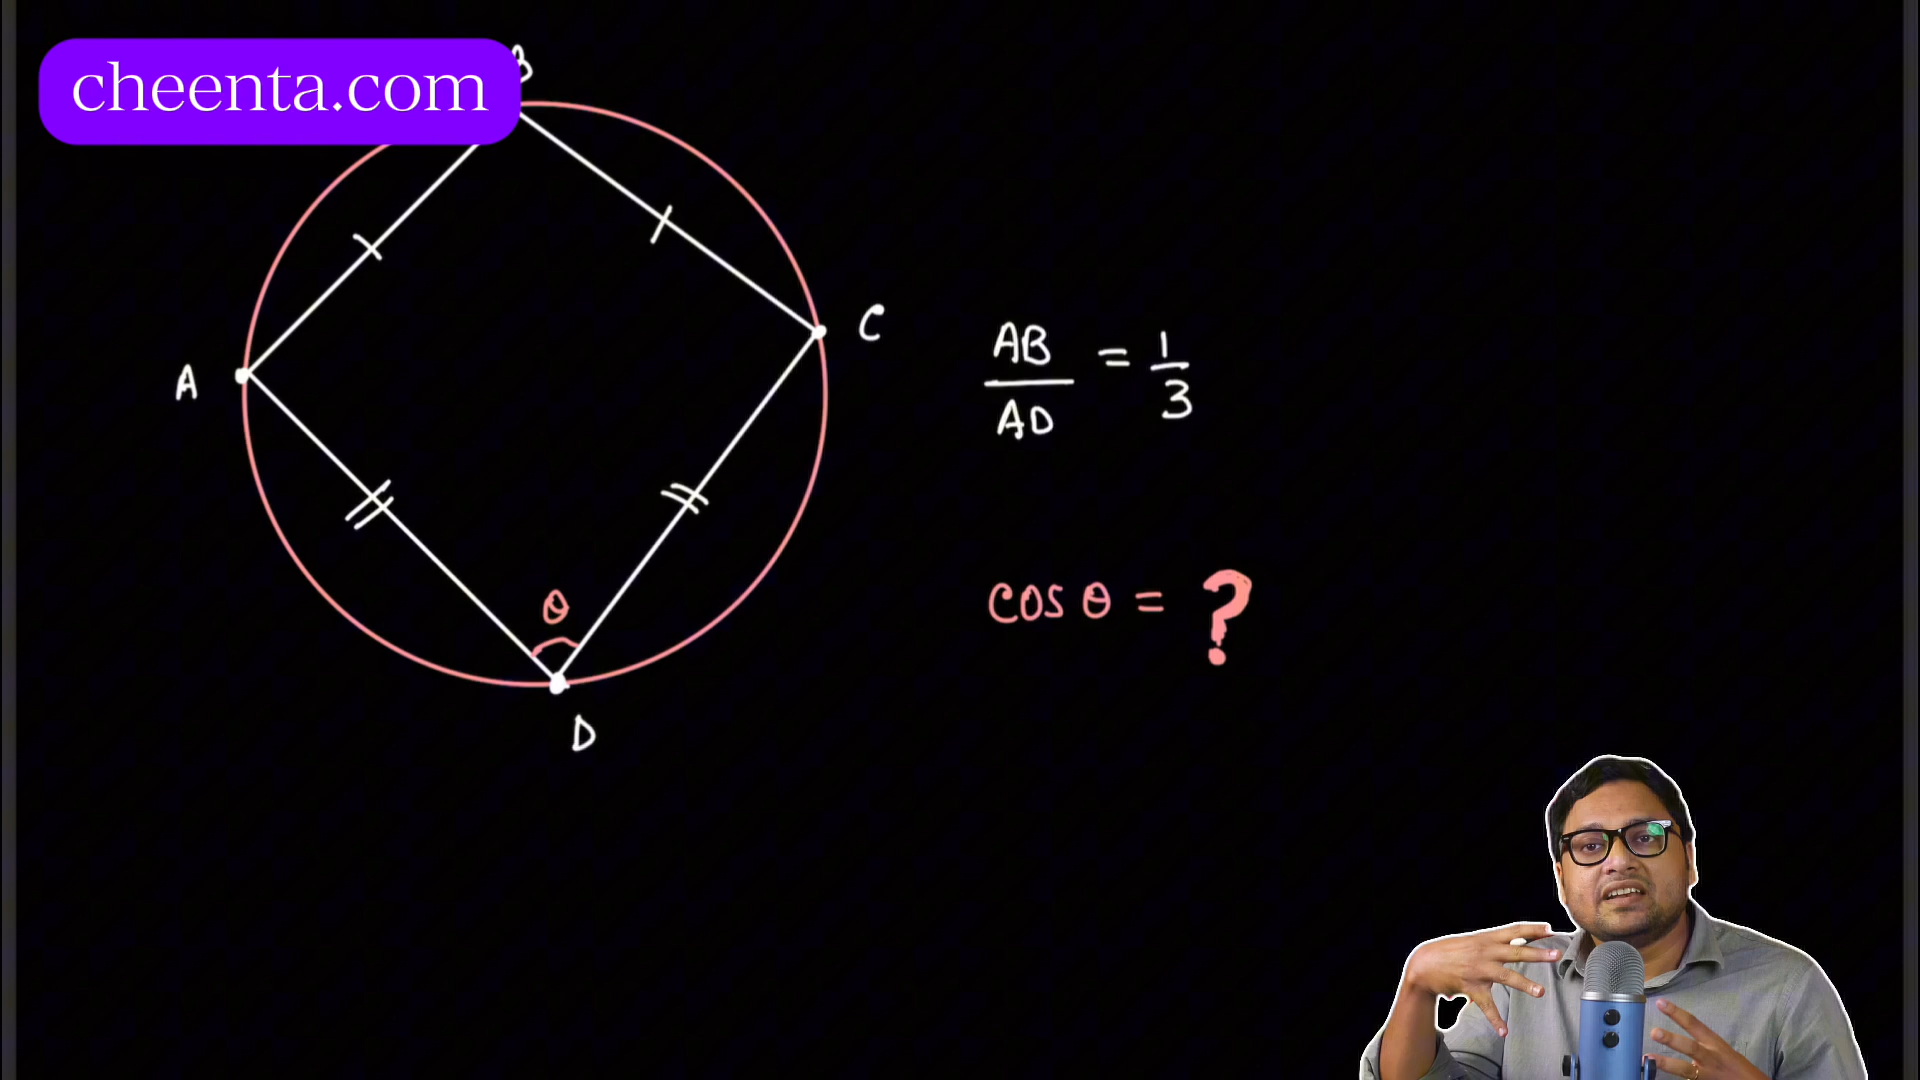 cheenta.com
B
C
A
AB/AD = 1/3
θ
cos θ = ?
D